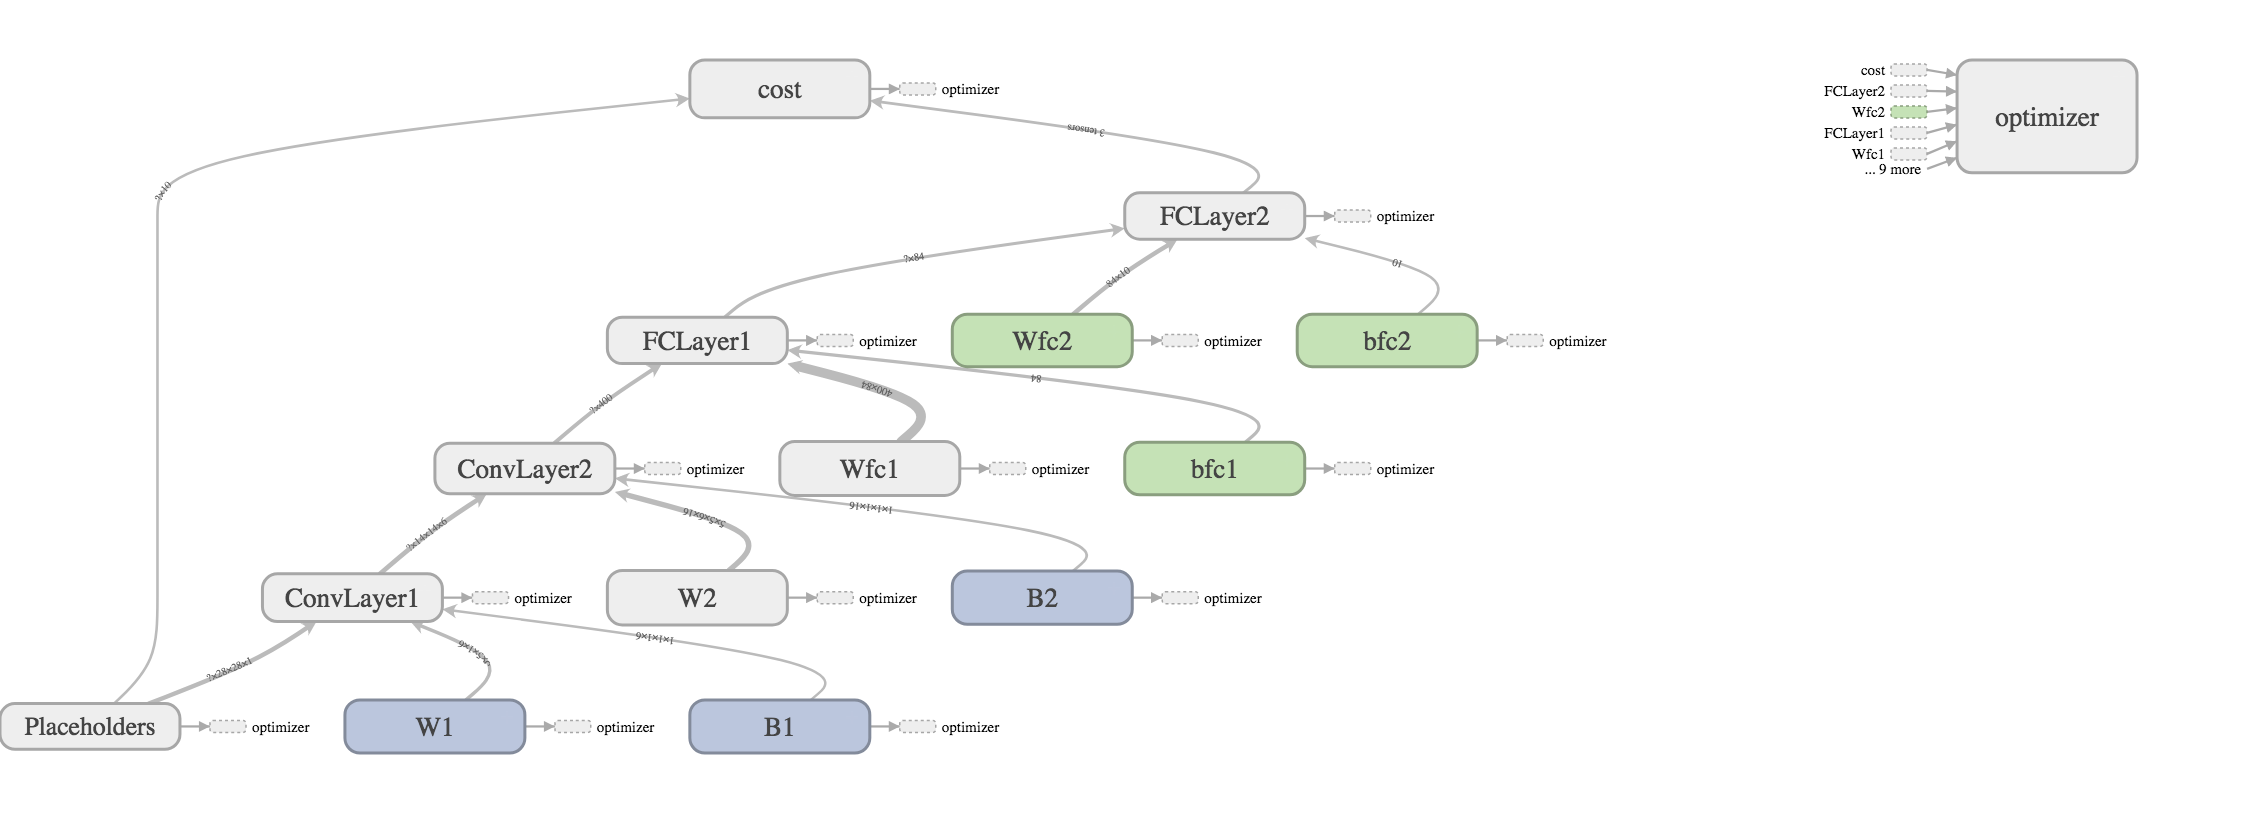 cost
optimizer
cost
FCLayer2
Wfc2
FCLayer1
Wfc1
... 9 more
optimizer
3 tensors
?×10
FCLayer2
optimizer
?×84
84×10
10
FCLayer1
optimizer
Wfc2
optimizer
bfc2
optimizer
84
400×84
?×400
ConvLayer2
optimizer
Wfc1
optimizer
bfc1
optimizer
1×1×1×16
5×5×6×16
?×14×14×6
ConvLayer1
optimizer
W2
optimizer
B2
optimizer
1×1×1×6
5×5×1×6
?×28×28×1
Placeholders
optimizer
W1
optimizer
B1
optimizer